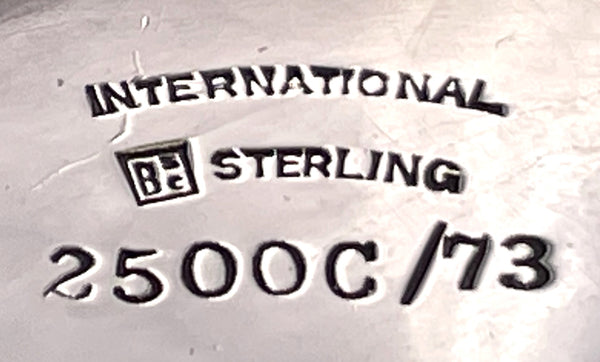 INTERNATIONAL
B&C STERLING
2500C/73